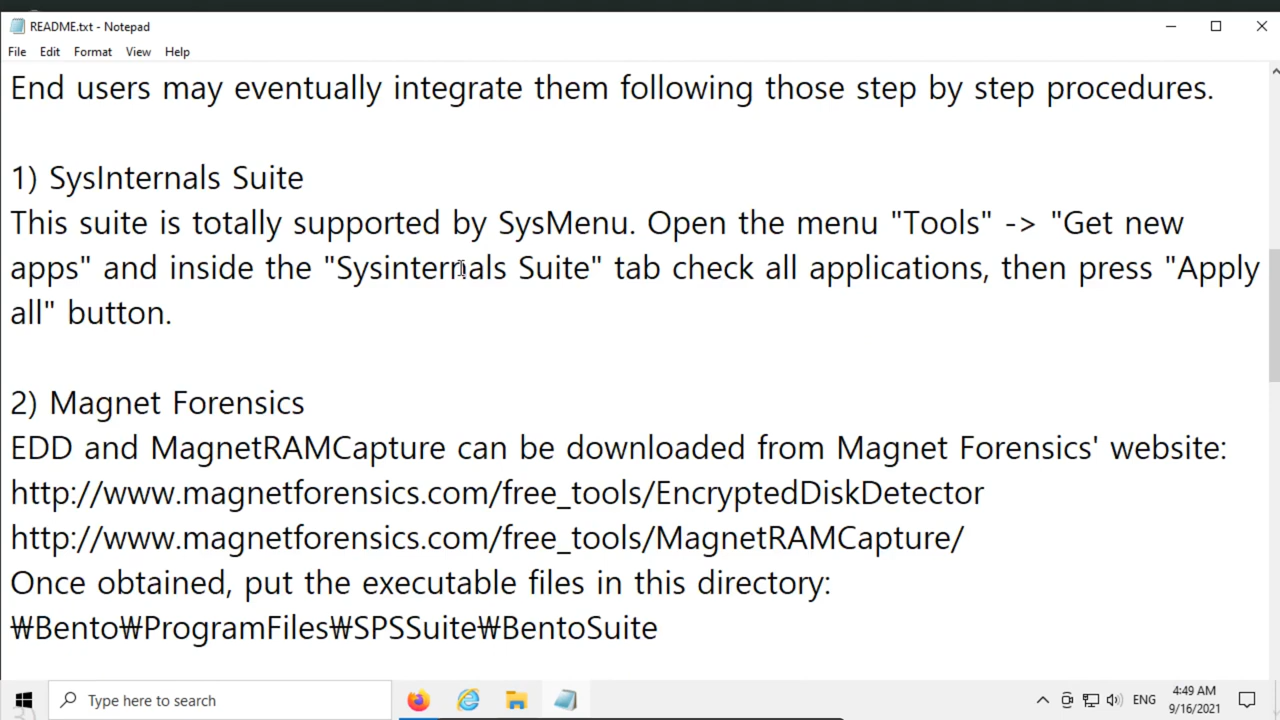 README.txt - Notepad
File Edit Format View Help
End users may eventually integrate them following those step by step procedures.
1) SysInternals Suite
This suite is totally supported by SysMenu. Open the menu "Tools" -> "Get new
apps" and inside the "Sysinternals Suite" tab check all applications, then press "Apply
all" button.
2) Magnet Forensics
EDD and MagnetRAMCapture can be downloaded from Magnet Forensics' website:
http://www.magnetforensics.com/free_tools/EncryptedDiskDetector
http://www.magnetforensics.com/free_tools/MagnetRAMCapture/
Once obtained, put the executable files in this directory:
₩Bento₩ProgramFiles₩SPSSuite₩BentoSuite
Type here to search
ENG
4:49 AM
9/16/2021